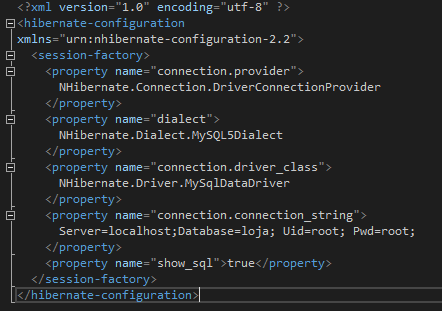 <?xml version="1.0" encoding="utf-8" ?>
<hibernate-configuration
xmlns="urn:nhibernate-configuration-2.2">
<session-factory>
<property name="connection.provider">
NHibernate.Connection.DriverConnectionProvider
</property>
<property name="dialect">
NHibernate.Dialect.MySQL5Dialect
</property>
<property name="connection.driver_class">
NHibernate.Driver.MySqlDataDriver
</property>
<property name="connection.connection_string">
Server=localhost;Database=loja; Uid=root; Pwd=root;
</property>
<property name="show_sql">true</property>
</session-factory>
</hibernate-configuration>